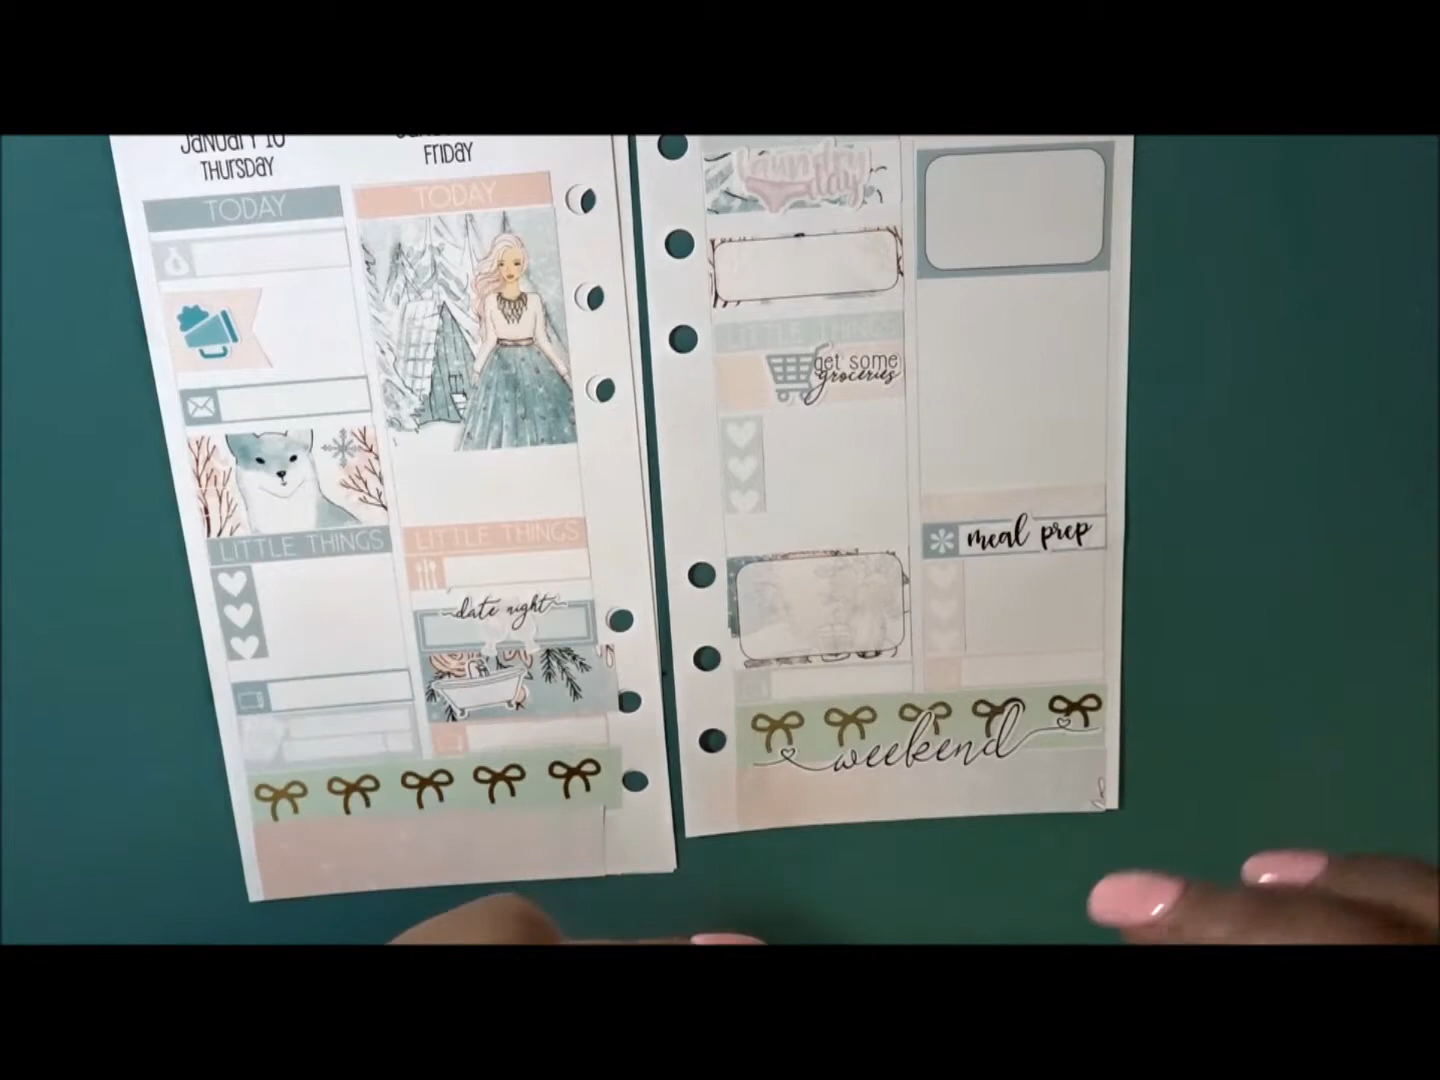 JANUARY 10
THURSDAY
FRIDAY
TODAY
TODAY
LITTLE THINGS
LITTLE THINGS
date night
laundry
day
LITTLE THINGS
get some
groceries
meal prep
weekend